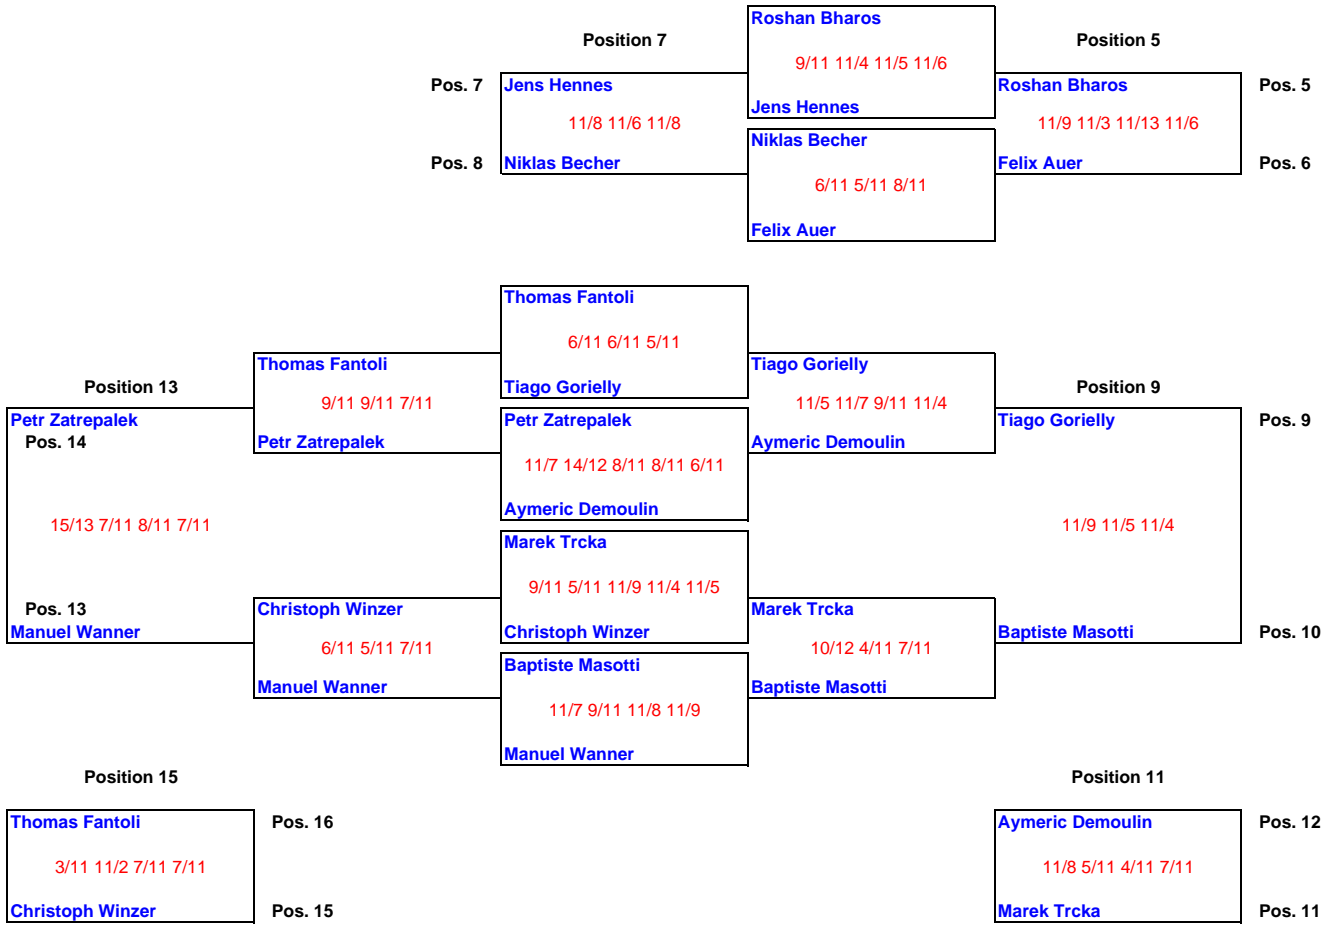 Roshan Bharos
Position 7
Position 5
9/11 11/4 11/5 11/6
Pos. 7
Jens Hennes
Roshan Bharos
Pos. 5
Jens Hennes
11/8 11/6 11/8
11/9 11/3 11/13 11/6
Niklas Becher
Pos. 8
Niklas Becher
Felix Auer
Pos. 6
6/11 5/11 8/11
Felix Auer
Thomas Fantoli
6/11 6/11 5/11
Thomas Fantoli
Tiago Gorielly
Position 13
Tiago Gorielly
Position 9
9/11 9/11 7/11
11/5 11/7 9/11 11/4
Petr Zatrepalek
Petr Zatrepalek
Tiago Gorielly
Pos. 9
Pos. 14
Petr Zatrepalek
Aymeric Demoulin
11/7 14/12 8/11 8/11 6/11
Aymeric Demoulin
15/13 7/11 8/11 7/11
11/9 11/5 11/4
Marek Trcka
9/11 5/11 11/9 11/4 11/5
Pos. 13
Christoph Winzer
Marek Trcka
Manuel Wanner
Christoph Winzer
Baptiste Masotti
Pos. 10
6/11 5/11 7/11
10/12 4/11 7/11
Baptiste Masotti
Manuel Wanner
Baptiste Masotti
11/7 9/11 11/8 11/9
Manuel Wanner
Position 15
Position 11
Thomas Fantoli
Pos. 16
Aymeric Demoulin
Pos. 12
3/11 11/2 7/11 7/11
11/8 5/11 4/11 7/11
Christoph Winzer
Pos. 15
Marek Trcka
Pos. 11